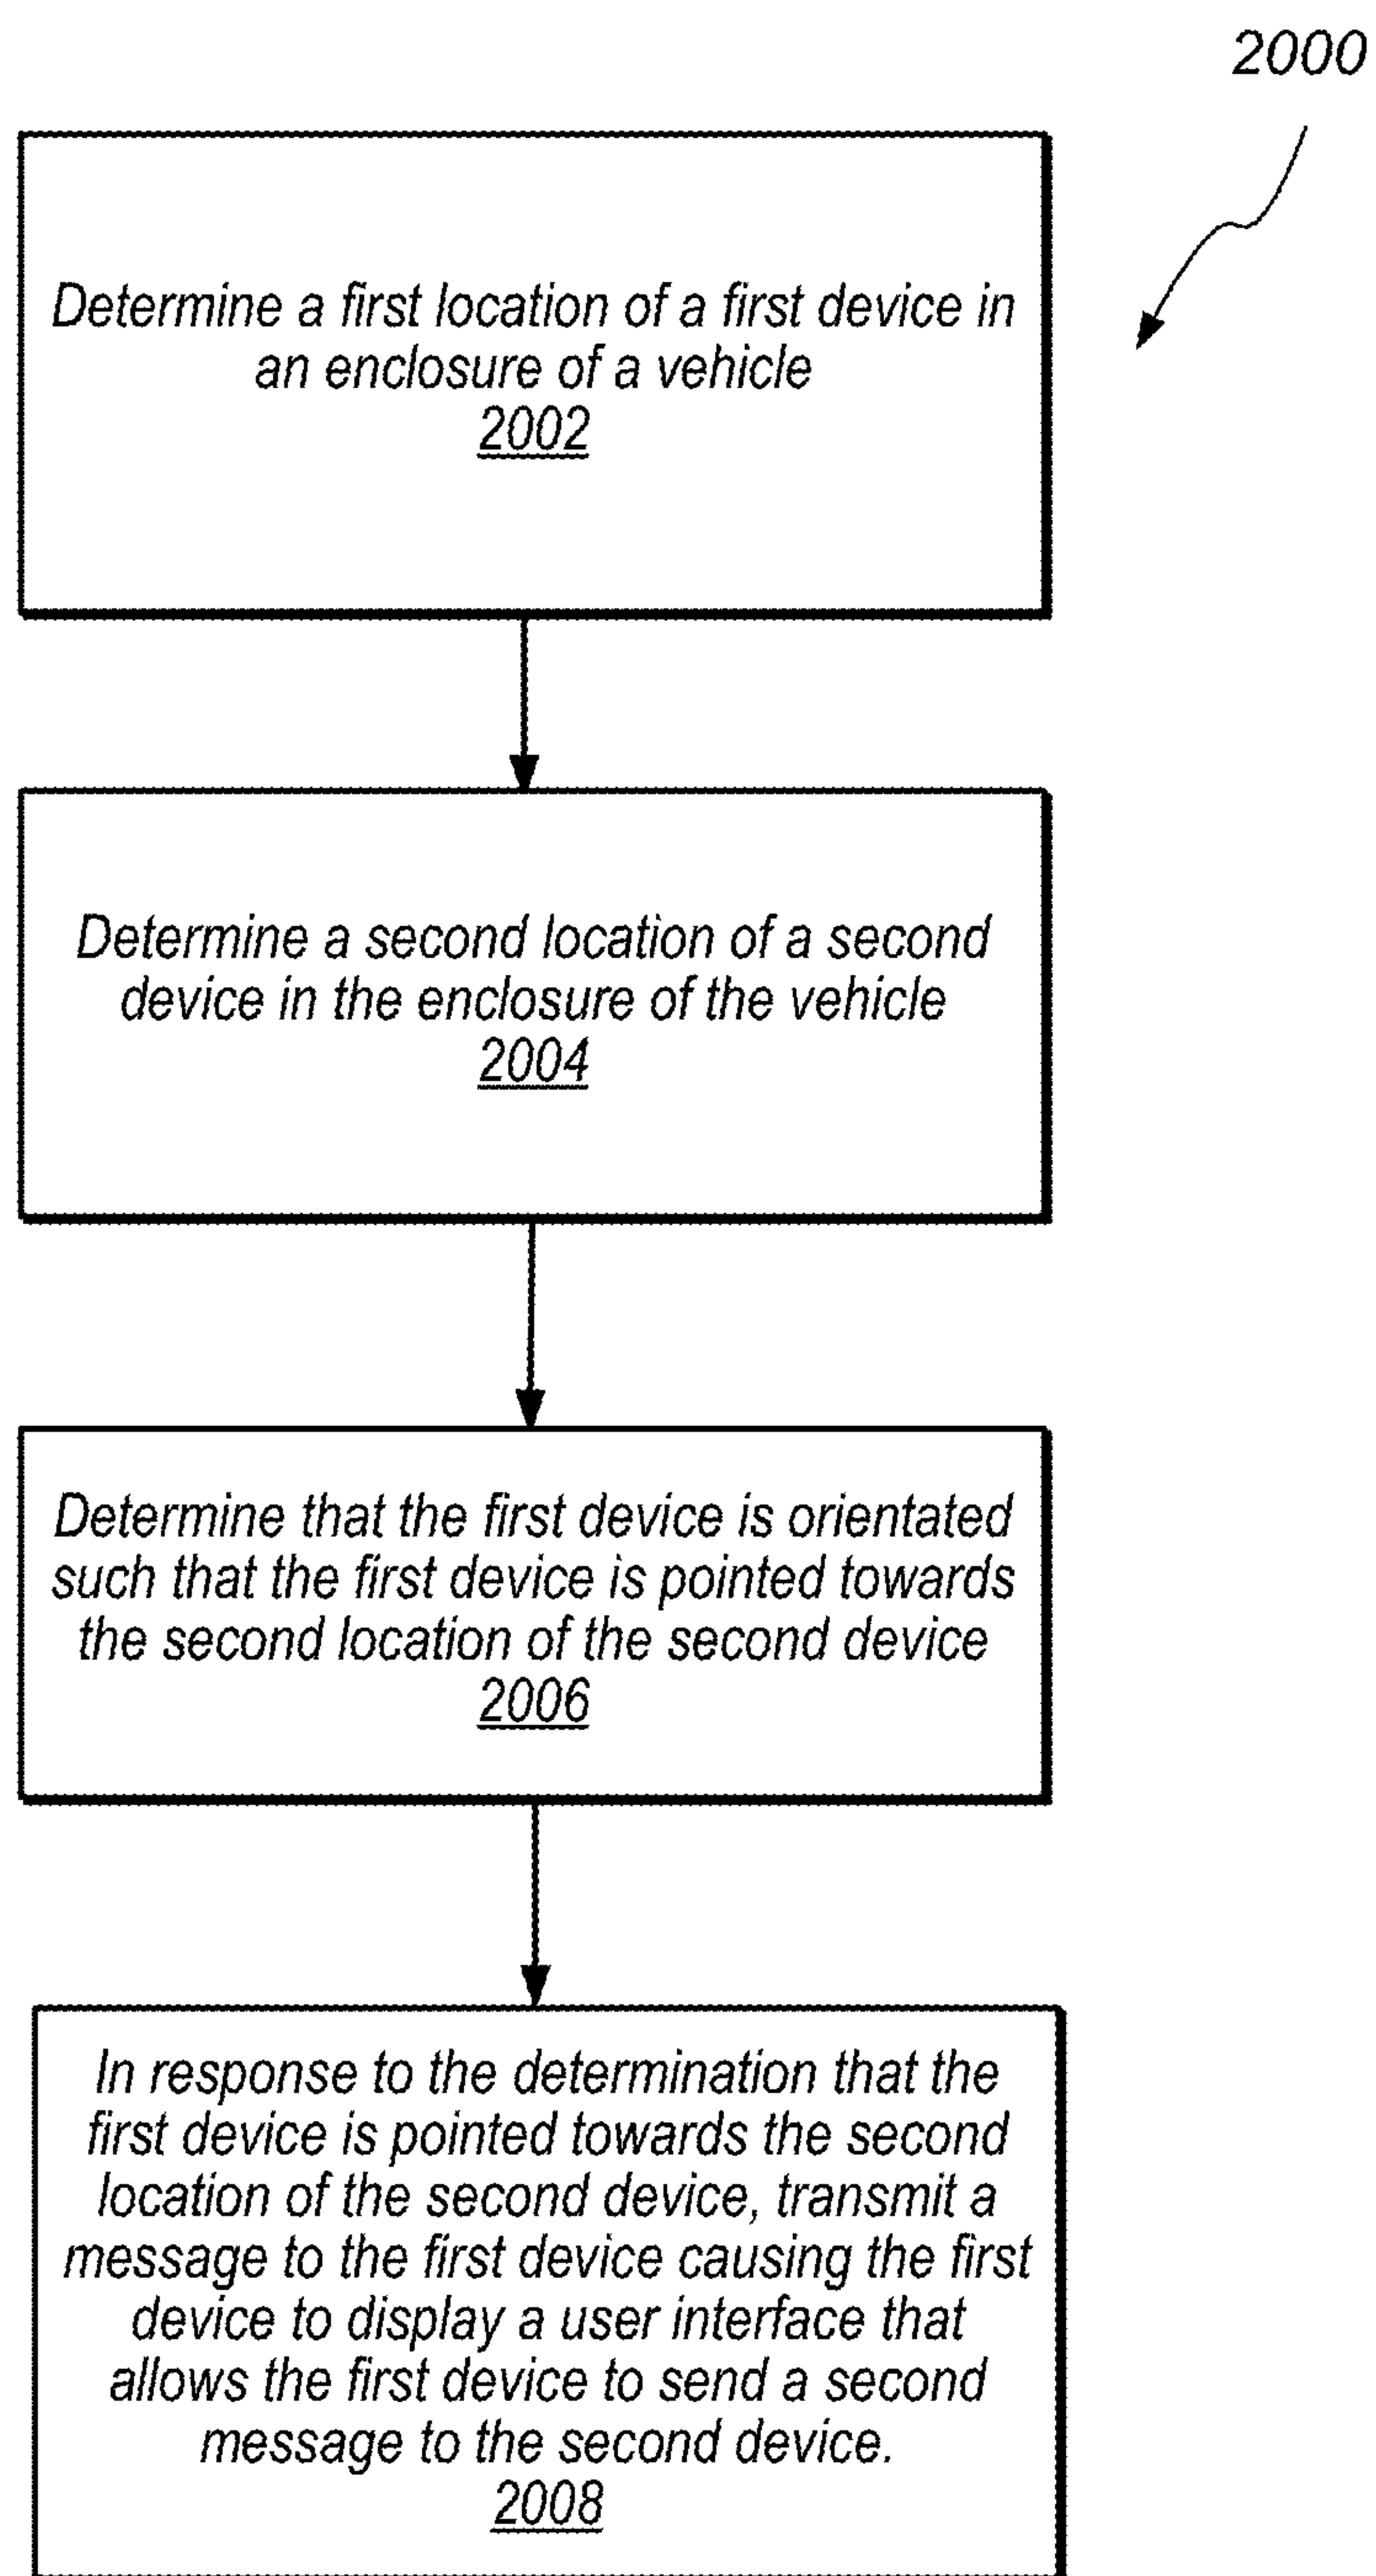 2000
Determine a first location of a first device in
an enclosure of a vehicle
2002
Determine a second location of a second
device in the enclosure of the vehicle
2004
Determine that the first device is orientated
such that the first device is pointed towards
the second location of the second device
2006
In response to the determination that the
first device is pointed towards the second
location of the second device, transmit a
message to the first device causing the first
device to display a user interface that
allows the first device to send a second
message to the second device.
2008